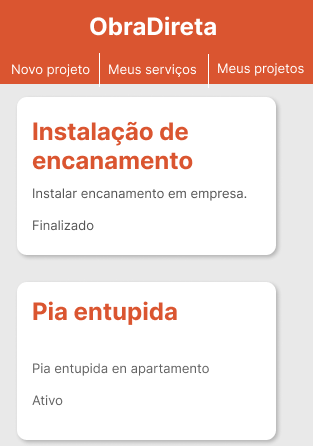 ObraDireta
Novo projeto
Meus serviços
Meus projetos
Instalação de
encanamento
Instalar encanamento em empresa.
Finalizado
Pia entupida
Pia entupida en apartamento
Ativo